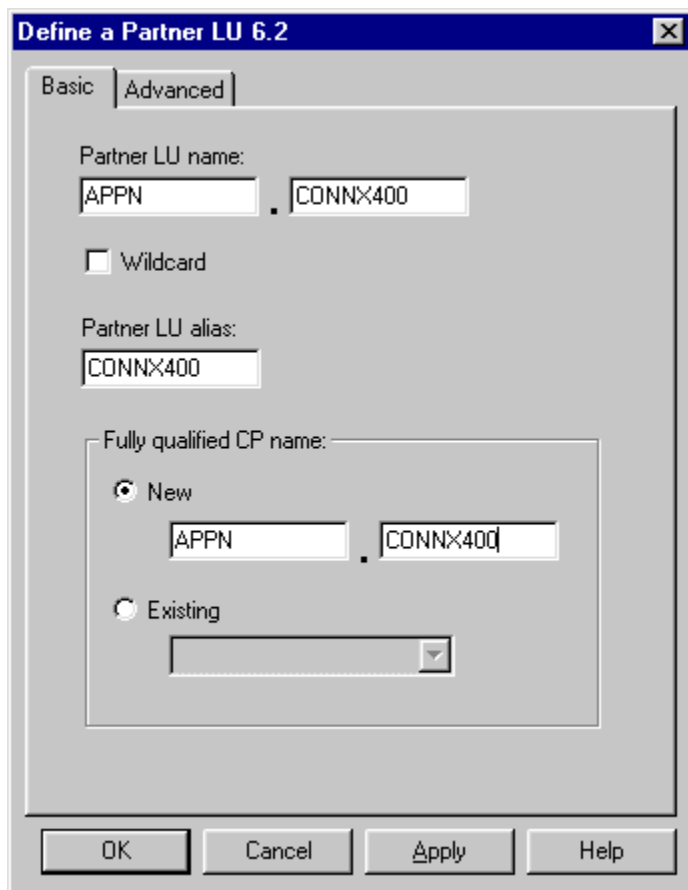 Define a Partner LU 6.2
Basic Advanced
Partner LU name:
APPN . CONNX400
Wildcard
Partner LU alias:
CONNX400
Fully qualified CP name:
New
APPN . CONNX400
Existing
OK Cancel Apply Help